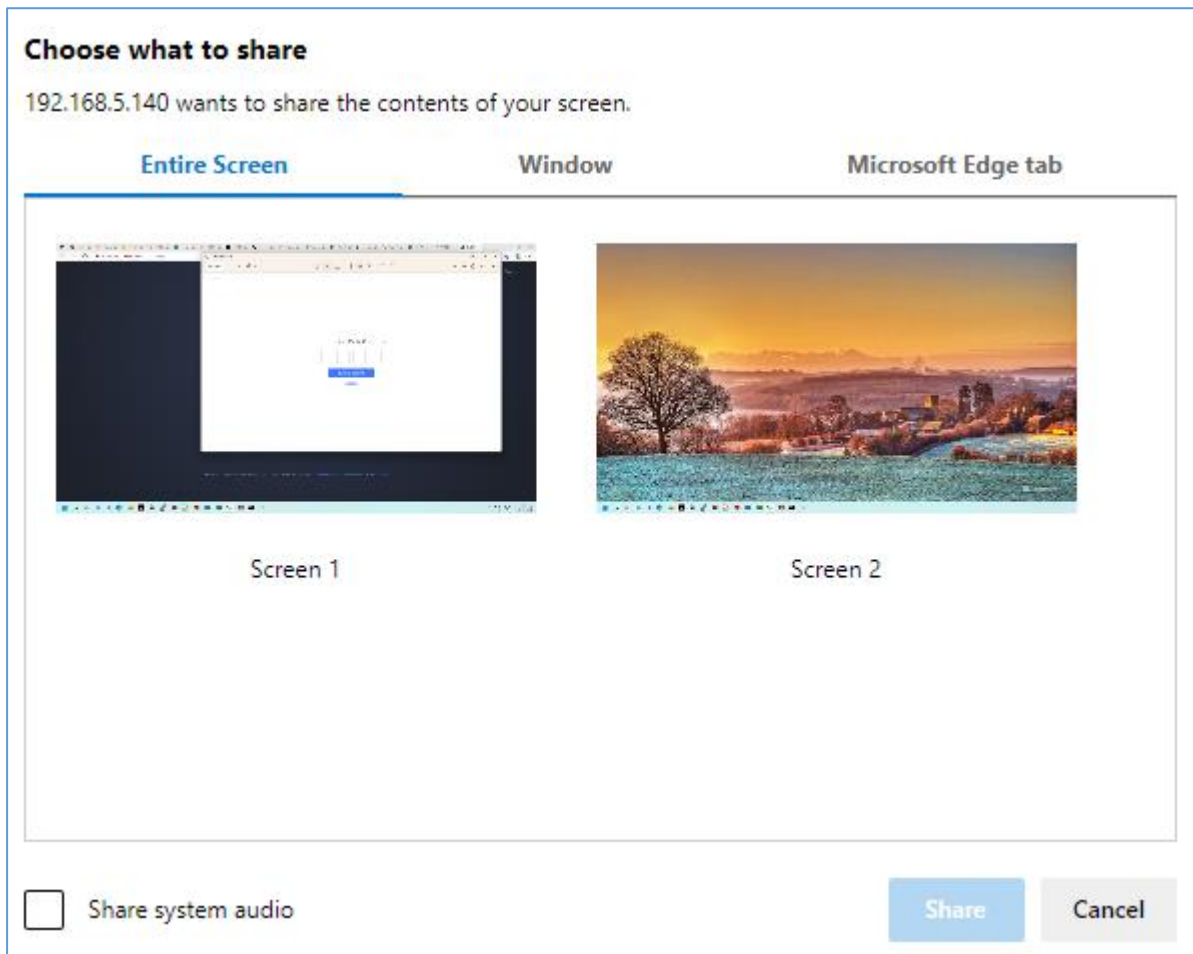 Choose what to share
192.168.5.140 wants to share the contents of your screen.
Entire Screen
Window
Microsoft Edge tab
Screen 1
Screen 2
Share system audio
Share
Cancel